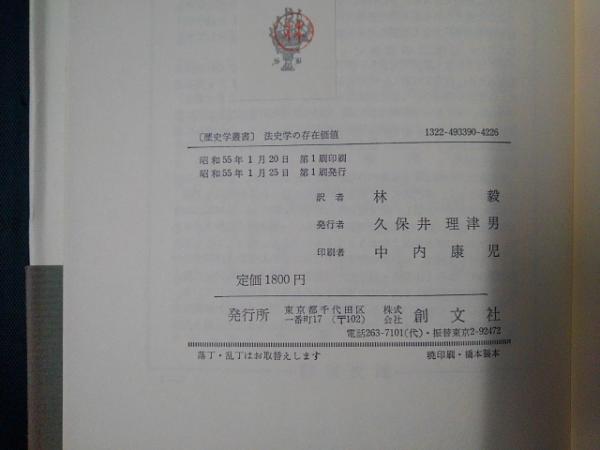 林
S B
〔歴史学叢書〕 法史学の存在価値 1322-493390-4226
昭和55年1月20日 第1刷印刷
昭和55年1月25日 第1刷発行
訳者 林 毅
発行者 久保井理津男
印刷者 中内康児
定価1800円
発行所 東京都千代田区一番町17(〒102) 株式会社 創文社
電話263-7101(代)・振替東京2-92472
落丁・乱丁はお取替えします 暁印刷・橋本製本